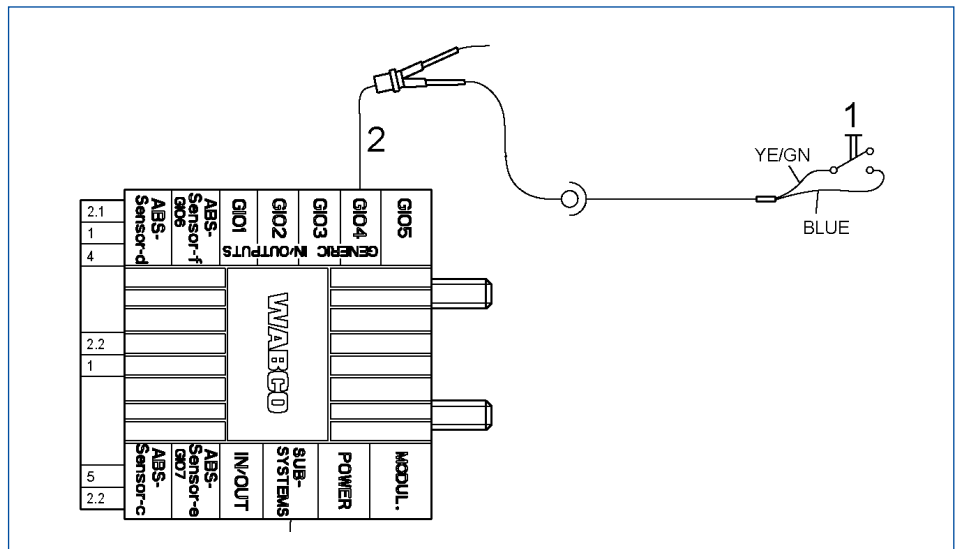 1
2
YE/GN
BLUE
2.1
1
4
2.2
1
5
2.2
ABS-
Sensor-d
ABS-
Sensor-f
GIO6
GIO1
GIO2
GIO3
GIO4
GIO5
GENERIC IN/OUTPUTS
WABCO
ABS-
Sensor-c
ABS-
Sensor-e
GIO7
IN/OUT
SUB-
SYSTEMS
POWER
MODUL.